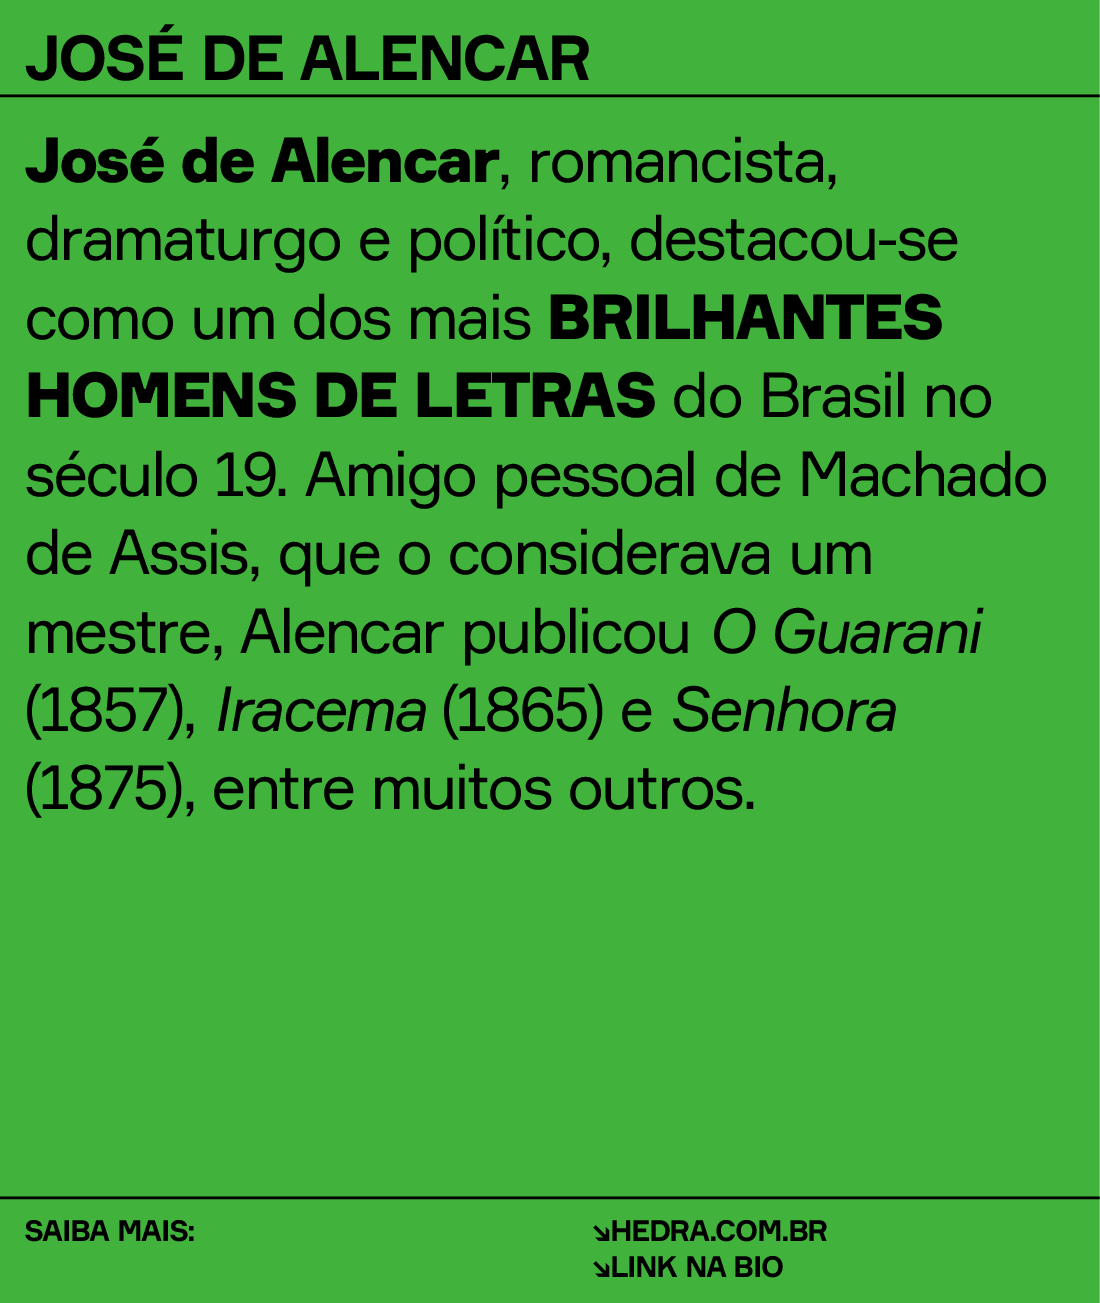 JOSÉ DE ALENCAR
José de Alencar, romancista,
dramaturgo e político, destacou-se
como um dos mais BRILHANTES
HOMENS DE LETRAS do Brasil no
século 19. Amigo pessoal de Machado
de Assis, que o considerava um
mestre, Alencar publicou O Guarani
(1857), Iracema (1865) e Senhora
(1875), entre muitos outros.
SAIBA MAIS:
↘HEDRA.COM.BR
↘LINK NA BIO